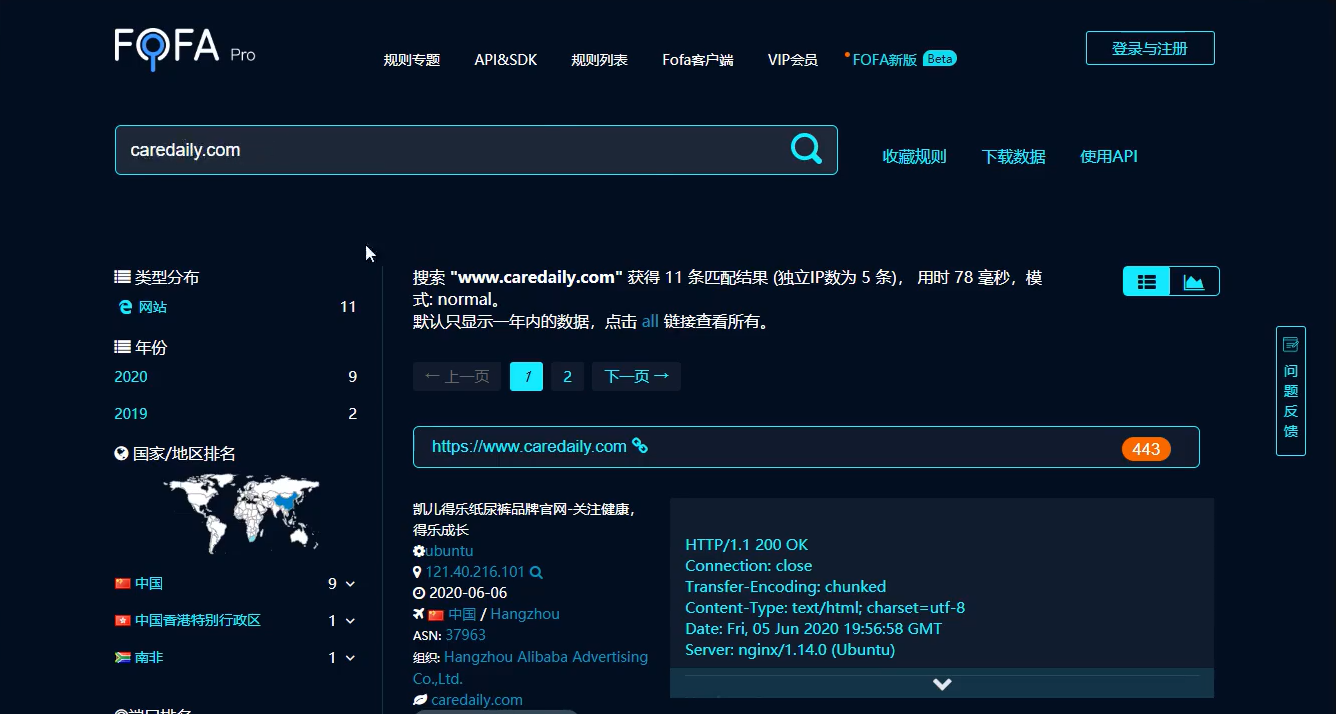 FOFA Pro
规则专题 API&SDK 规则列表 Fofa客户端 VIP会员 FOFA新版 Beta
登录与注册
caredaily.com
收藏规则 下载数据 使用API
类型分布
网站 11
年份
2020 9
2019 2
国家/地区排名
中国 9
中国香港特别行政区 1
南非 1
搜索 "www.caredaily.com" 获得 11 条匹配结果 (独立IP数为 5 条)， 用时 78 毫秒，模
式: normal。
默认只显示一年内的数据，点击 all 链接查看所有。
← 上一页 1 2 下一页 →
https://www.caredaily.com 443
凯儿得乐纸尿裤品牌官网-关注健康，
得乐成长
ubuntu
121.40.216.101
2020-06-06
中国 / Hangzhou
ASN: 37963
组织: Hangzhou Alibaba Advertising
Co.,Ltd.
caredaily.com
HTTP/1.1 200 OK
Connection: close
Transfer-Encoding: chunked
Content-Type: text/html; charset=utf-8
Date: Fri, 05 Jun 2020 19:56:58 GMT
Server: nginx/1.14.0 (Ubuntu)
问
题
反
馈